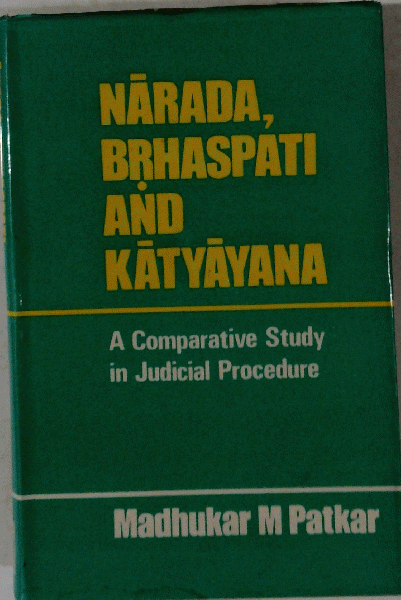 NĀRADA,
BṚHASPATI
AND
KĀTYĀYANA
A Comparative Study
in Judicial Procedure
Madhukar M Patkar